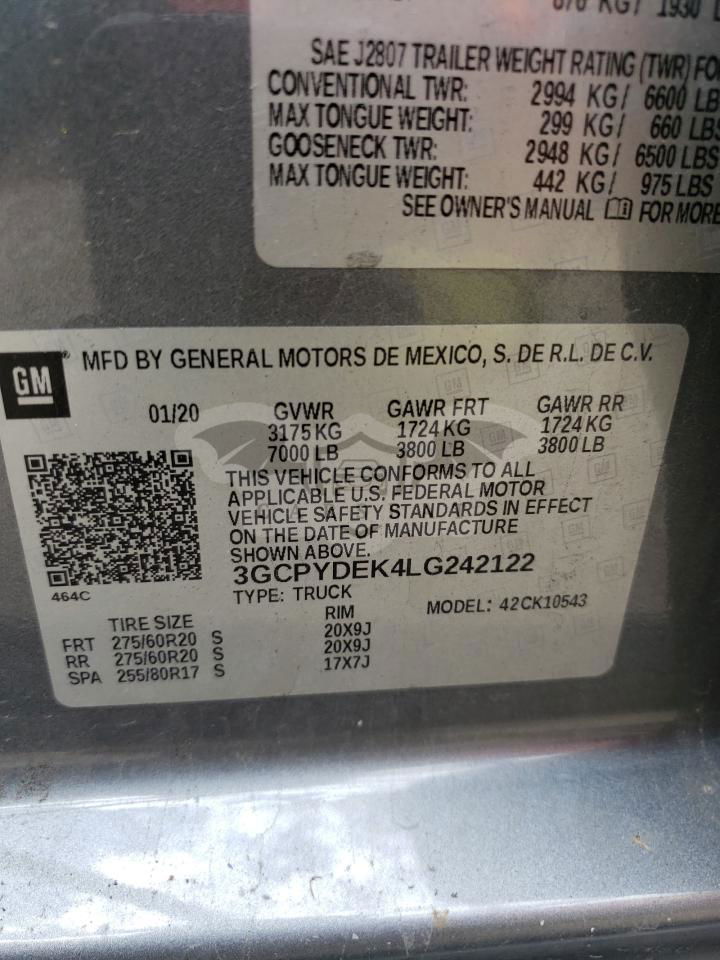 1930
SAE J2807 TRAILER WEIGHT RATING (TWR) FO
CONVENTIONAL TWR: 2994 KG/ 6600 LB
MAX TONGUE WEIGHT: 299 KG/ 660 LBS
GOOSENECK TWR: 2948 KG/ 6500 LBS
MAX TONGUE WEIGHT: 442 KG/ 975 LBS
SEE OWNER'S MANUAL FOR MORE
GM
MFD BY GENERAL MOTORS DE MEXICO, S. DE R.L. DE C.V.
01/20 GVWR GAWR FRT GAWR RR
3175 KG 1724 KG 1724 KG
7000 LB 3800 LB 3800 LB
THIS VEHICLE CONFORMS TO ALL
APPLICABLE U.S. FEDERAL MOTOR
VEHICLE SAFETY STANDARDS IN EFFECT
ON THE DATE OF MANUFACTURE
SHOWN ABOVE.
3GCPYDEK4LG242122
464C
TYPE: TRUCK MODEL: 42CK10543
TIRE SIZE RIM
FRT 275/60R20 S 20X9J
RR 275/60R20 S 20X9J
SPA 255/80R17 S 17X7J